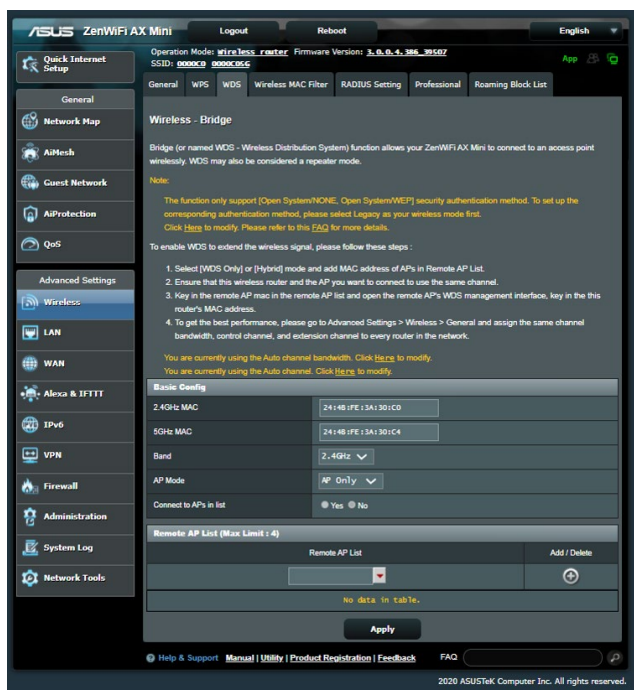 ASUS ZenWiFi AX Mini Logout Reboot English
Operation Mode: Wireless router Firmware Version: 3.0.0.4.386_39507
SSID: 0000C0 0000C05G
App
Quick Internet
Setup
General WPS WDS Wireless MAC Filter RADIUS Setting Professional Roaming Block List
General
Network Map
AiMesh
Guest Network
AiProtection
QoS
Advanced Settings
Wireless
LAN
WAN
Alexa & IFTTT
IPv6
VPN
Firewall
Administration
System Log
Network Tools
Wireless - Bridge
Bridge (or named WDS - Wireless Distribution System) function allows your ZenWiFi AX Mini to connect to an access point
wirelessly. WDS may also be considered a repeater mode.
Note:
The function only support [Open System/NONE, Open System/WEP] security authentication method. To set up the
corresponding authentication method, please select Legacy as your wireless mode
first.
Click Here to modify. Please refer to this FAQ for more details.
To enable WDS to extend the wireless signal, please follow these steps :
1. Select [WDS Only] or [Hybrid] mode and add MAC address of APs in Remote AP
List.
2. Ensure that this wireless router and the AP you want to connect to
use the same channel.
3. Key in the remote AP mac in the remote AP list and open the remote AP's WDS management interface, key in the this
router's MAC address.
4. To get the best performance, please go to Advanced Settings > Wireless > General and assign the same channel
bandwidth, control channel, and extension channel to every router in the network.
You are currently using the Auto channel bandwidth. Click Here to modify.
You are currently using the Auto channel. Click Here to modify.
Basic Config
2.4GHz MAC 24:4B:FE:3A:30:C0
5GHz MAC 24:4B:FE:3A:30:C4
Band 2.4GHz
AP Mode AP Only
Connect to APs in list Yes No
Remote AP List (Max Limit : 4)
Remote AP List Add / Delete
No data in table.
Apply
Help & Support Manual | Utility | Product Registration | Feedback FAQ
2020 ASUSTeK Computer Inc. All rights reserved.